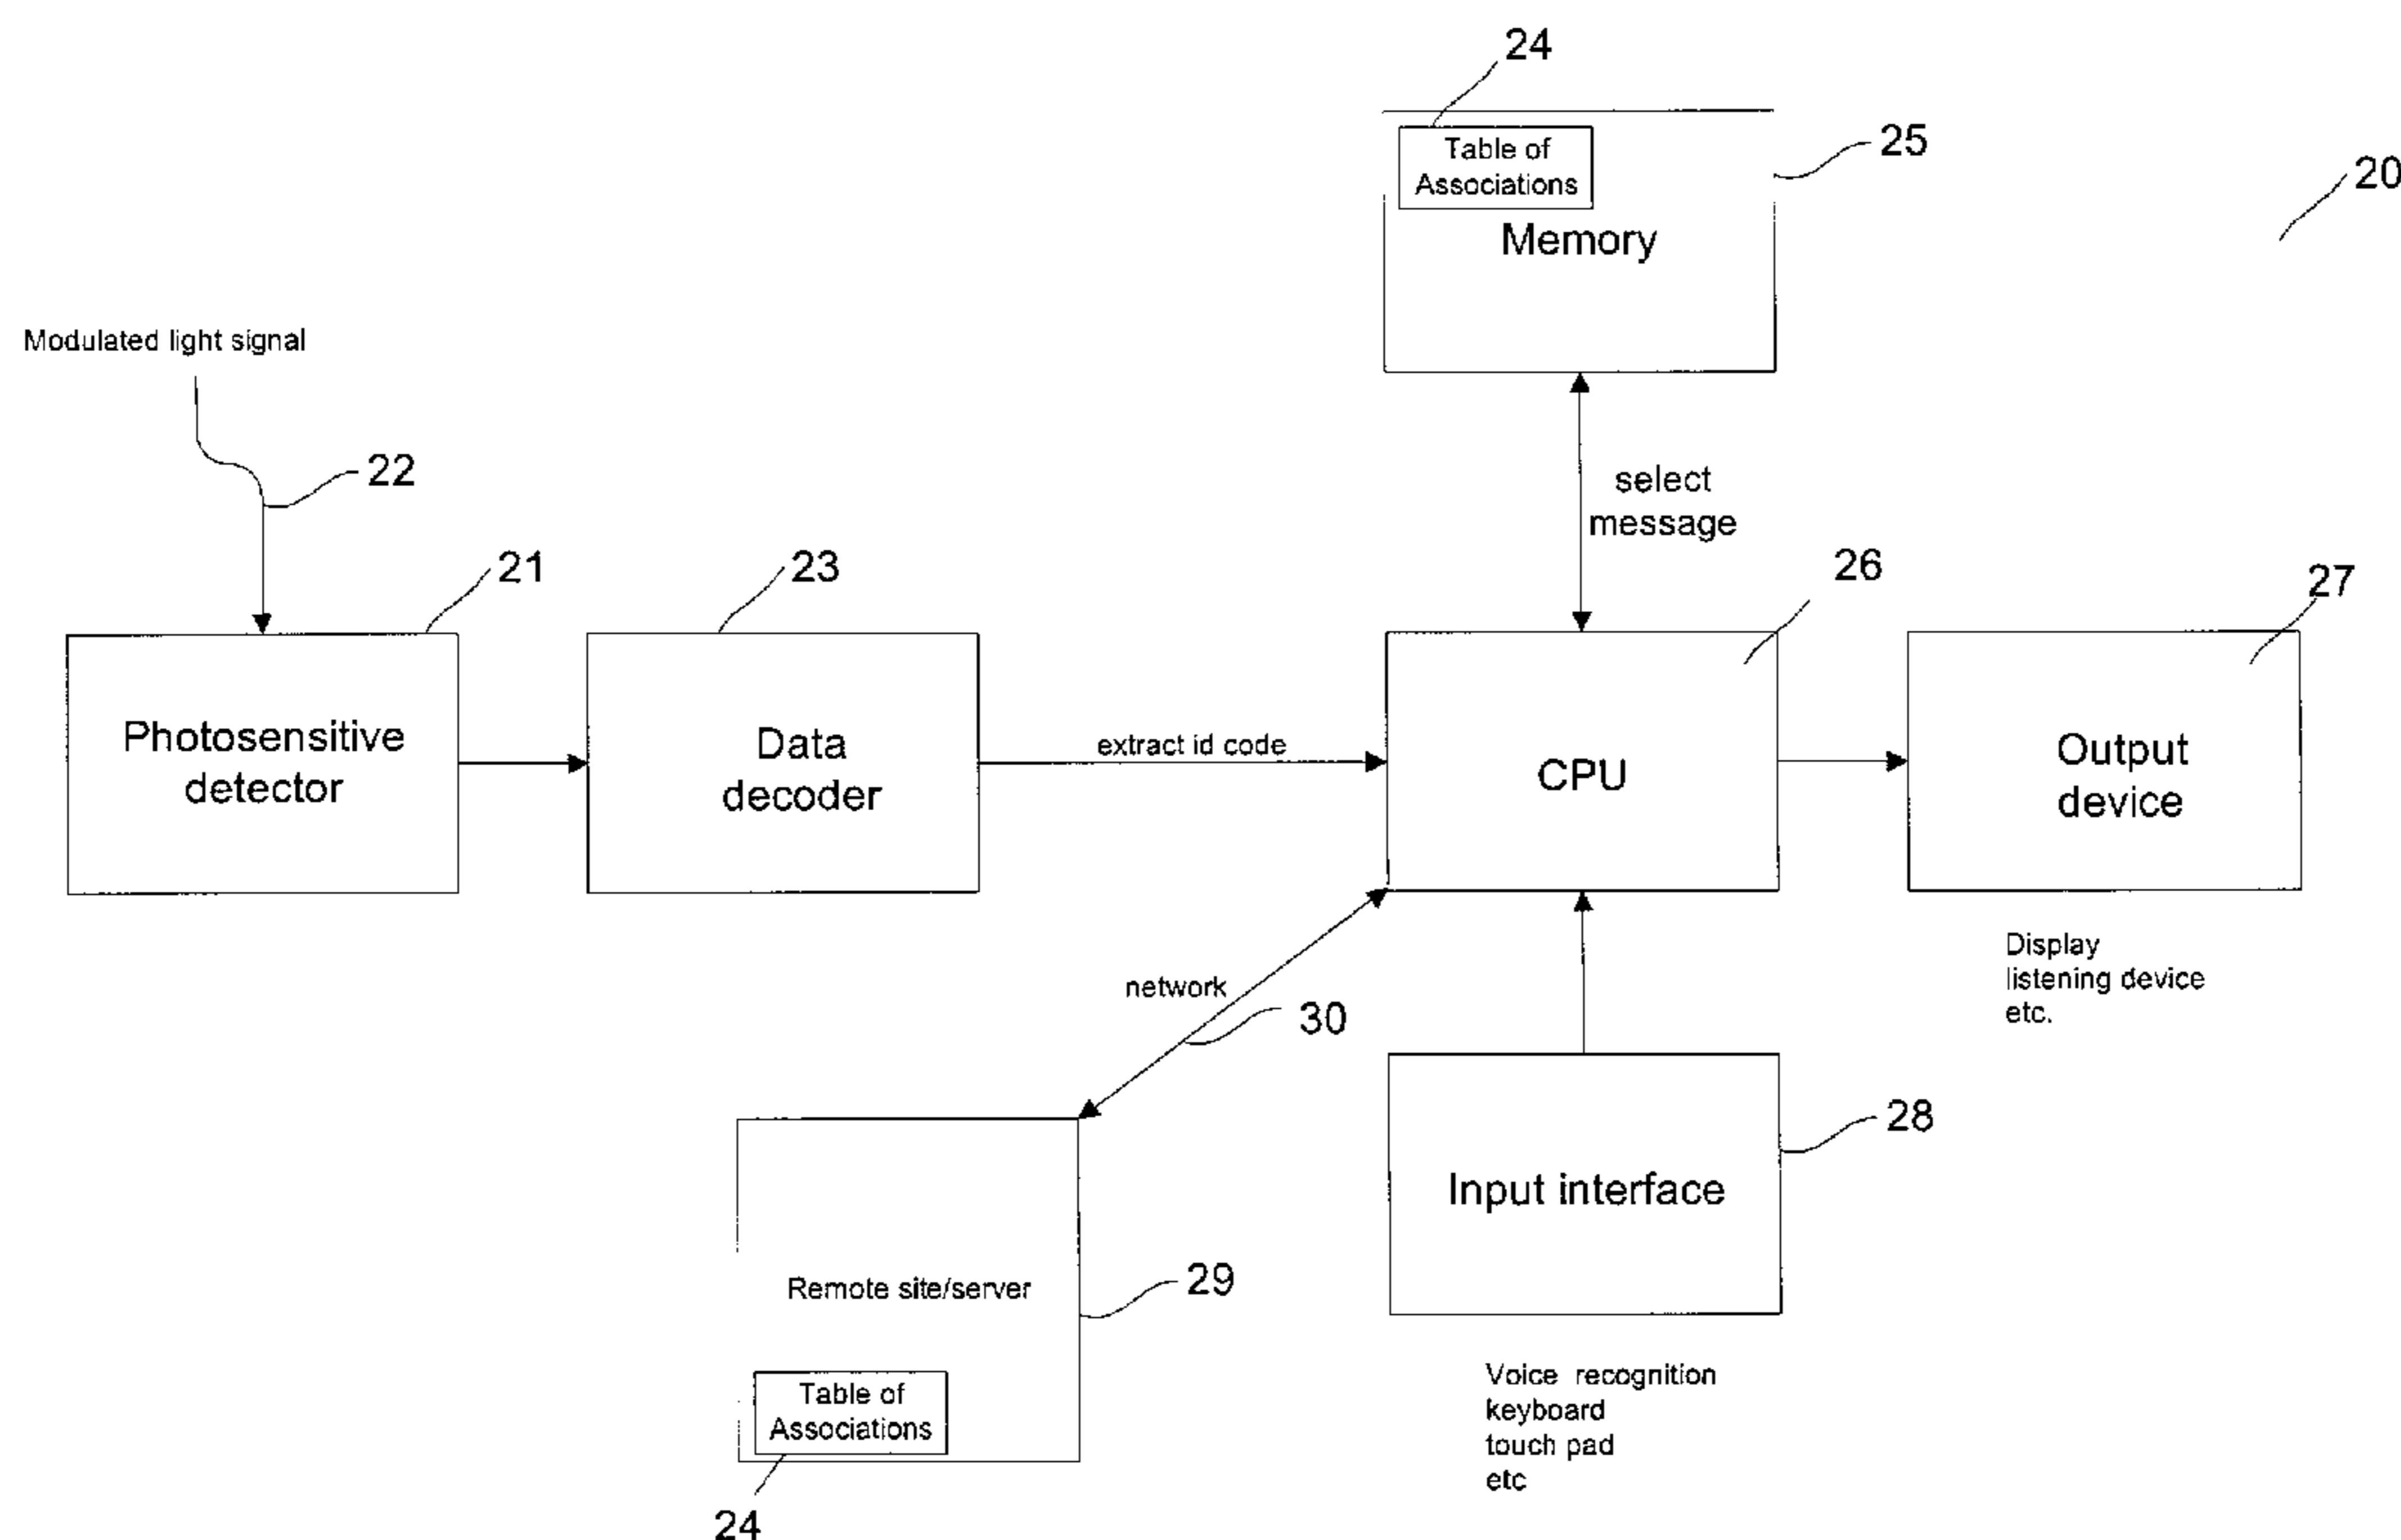 24
Table of
Associations
25
Memory
20
Modulated light signal
22
select
message
21
23
26
27
Photosensitive
detector
Data
decoder
extract id code
CPU
Output
device
Display
listening device
etc.
network
30
28
Input interface
Remote site/server
29
Table of
Associations
24
Voice recognition
keyboard
touch pad
etc